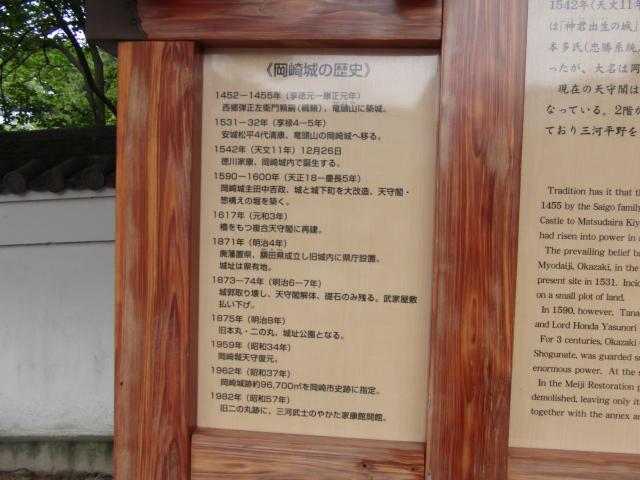 《岡崎城の歴史》
1452－1455年（享徳元－康正元年）
西郷弾正左衛門頼嗣（稠頼）、竜頭山に築城。
1531－32年（享禄4－5年）
安城松平4代清康、竜頭山の岡崎城へ移る。
1542年（天文11年）12月26日
徳川家康、岡崎城内で誕生する。
1590－1600年（天正18－慶長5年）
岡崎城主田中吉政、城と城下町を大改造、天守閣・
惣構えの堀を築く。
1617年（元和3年）
櫓をもつ複合天守閣に再建。
1871年（明治4年）
廃藩置県、額田県成立し旧城内に県庁設置。
城址は県有地。
1873－74年（明治6－7年）
城郭取り壊し、天守閣解体、礎石のみ残る。武家屋敷
払い下げ。
1875年（明治8年）
旧本丸・二の丸、城址公園となる。
1959年（昭和34年）
岡崎城天守復元。
1962年（昭和37年）
岡崎城跡約96,700㎡を岡崎市史跡に指定。
1982年（昭和57年）
旧二の丸跡に、三河武士のやかた家康館開館。
1542年（天文11年
は「神君出生の城」
本多氏（忠勝系統
ったが、大名は岡
現在の天守閣は
なっている。2階か
ており三河平野を
Tradition has it that th
1455 by the Saigo family
Castle to Matsudaira Kiy
had risen into power in
The prevailing belief ha
Myodaiji, Okazaki, in the
present site in 1531. Incid
on a small plot of land.
In 1590, however, Tana
and Lord Honda Yasunori
For 3 centuries, Okazaki
Shogunate, was guarded s
enormous power. At the s
In the Meiji Restoration p
demolished, leaving only it
together with the annex an